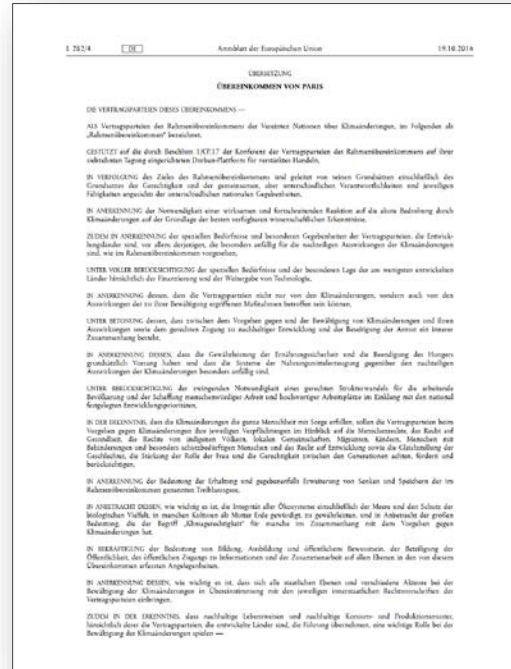 L 282/4 DE Amtsblatt der Europäischen Union 19.10.2016
ÜBERSETZUNG
ÜBEREINKOMMEN VON PARIS
DIE VERTRAGSPARTEIEN DIESES ÜBEREINKOMMENS —
ALS Vertragsparteien des Rahmenübereinkommens der Vereinten Nationen über Klimaänderungen, im Folgenden als
„Rahmenübereinkommen“ bezeichnet,
GESTÜTZT auf die durch Beschluss 1/CP.17 der Konferenz der Vertragsparteien des Rahmenübereinkommens auf ihrer
siebzehnten Tagung eingerichteten Durban-Plattform für verstärktes Handeln,
IN VERFOLGUNG des Zieles des Rahmenübereinkommens und geleitet von seinen Grundsätzen einschließlich des
Grundsatzes der Gerechtigkeit und der gemeinsamen, aber unterschiedlichen Verantwortlichkeiten und jeweiligen
Fähigkeiten angesichts der unterschiedlichen nationalen Gegebenheiten,
IN ANERKENNUNG der Notwendigkeit einer wirksamen und fortschreitenden Reaktion auf die akute Bedrohung durch
Klimaänderungen auf der Grundlage der besten verfügbaren wissenschaftlichen Erkenntnisse,
ZUDEM IN ANERKENNUNG der speziellen Bedürfnisse und besonderen Gegebenheiten der Vertragsparteien, die Entwick-
lungsländer sind, vor allem derjenigen, die besonders anfällig für die nachteiligen Auswirkungen der Klimaänderungen
sind, wie im Rahmenübereinkommen vorgesehen,
UNTER VOLLER BERÜCKSICHTIGUNG der speziellen Bedürfnisse und der besonderen Lage der am wenigsten entwickelten
Länder hinsichtlich der Finanzierung und der Weitergabe von Technologie,
IN ANERKENNUNG dessen, dass die Vertragsparteien nicht nur von den Klimaänderungen, sondern auch von den
Auswirkungen der zu ihrer Bewältigung ergriffenen Maßnahmen betroffen sein können,
UNTER BETONUNG dessen, dass zwischen dem Vorgehen gegen und der Bewältigung von Klimaänderungen und ihren
Auswirkungen sowie dem gerechten Zugang zu nachhaltiger Entwicklung und der Beseitigung der Armut ein innerer
Zusammenhang besteht,
IN ANERKENNUNG DESSEN, dass die Gewährleistung der Ernährungssicherheit und die Beendigung des Hungers
grundsätzlich Vorrang haben und dass die Systeme der Nahrungsmittelerzeugung gegenüber den nachteiligen
Auswirkungen der Klimaänderungen besonders anfällig sind,
UNTER BERÜCKSICHTIGUNG der zwingenden Notwendigkeit eines gerechten Strukturwandels für die arbeitende
Bevölkerung und der Schaffung menschenwürdiger Arbeit und hochwertiger Arbeitsplätze im Einklang mit den national
festgelegten Entwicklungsprioritäten,
IN DER ERKENNTNIS, dass die Klimaänderungen die ganze Menschheit mit Sorge erfüllen, sollen die Vertragsparteien beim
Vorgehen gegen Klimaänderungen ihre jeweiligen Verpflichtungen im Hinblick auf die Menschenrechte, das Recht auf
Gesundheit, die Rechte von indigenen Völkern, lokalen Gemeinschaften, Migranten, Kindern, Menschen mit
Behinderungen und besonders schutzbedürftigen Menschen und das Recht auf Entwicklung sowie die Gleichstellung der
Geschlechter, die Stärkung der Rolle der Frau und die Gerechtigkeit zwischen den Generationen achten, fördern und
berücksichtigen,
IN ANERKENNUNG der Bedeutung der Erhaltung und gegebenenfalls Erweiterung von Senken und Speichern der im
Rahmenübereinkommen genannten Treibhausgase,
IN ANBETRACHT DESSEN, wie wichtig es ist, die Integrität aller Ökosysteme einschließlich der Meere und den Schutz der
biologischen Vielfalt, in manchen Kulturen als Mutter Erde gewürdigt, zu gewährleisten, und in Anbetracht der großen
Bedeutung, die der Begriff „Klimagerechtigkeit“ für manche im Zusammenhang mit dem Vorgehen gegen
Klimaänderungen hat,
IN BEKRÄFTIGUNG der Bedeutung von Bildung, Ausbildung und öffentlichem Bewusstsein, der Beteiligung der
Öffentlichkeit, des öffentlichen Zugangs zu Informationen und der Zusammenarbeit auf allen Ebenen in den von diesem
Übereinkommen erfassten Angelegenheiten,
IN ANERKENNUNG DESSEN, wie wichtig es ist, dass sich alle staatlichen Ebenen und verschiedene Akteure bei der
Bewältigung der Klimaänderungen in Übereinstimmung mit den jeweiligen innerstaatlichen Rechtsvorschriften der
Vertragsparteien einbringen,
ZUDEM IN DER ERKENNTNIS, dass nachhaltige Lebensweisen und nachhaltige Konsum- und Produktionsmuster,
hinsichtlich derer die Vertragsparteien, die entwickelte Länder sind, die Führung übernehmen, eine wichtige Rolle bei der
Bewältigung der Klimaänderungen spielen —